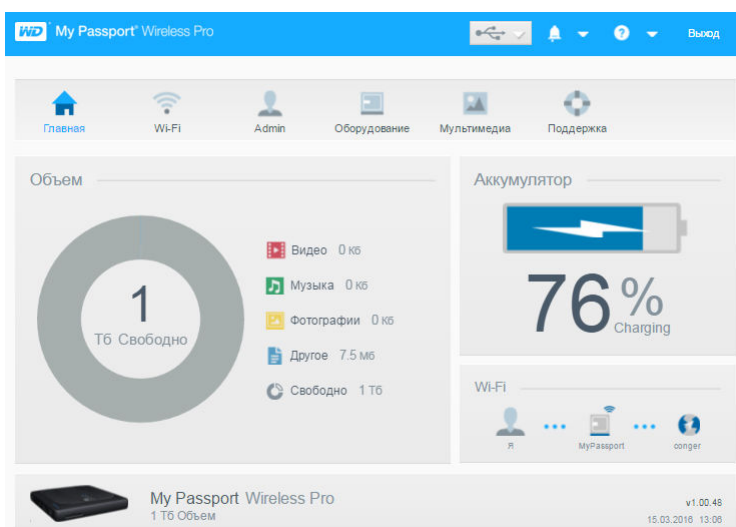 WD My Passport® Wireless Pro
Выход
Главная Wi-Fi Admin Оборудование Мультимедиа Поддержка
Объем
1
Тб Свободно
Видео 0 кб
Музыка 0 кб
Фотографии 0 кб
Другое 7.5 мб
Свободно 1 Тб
Аккумулятор
76%
Charging
Wi-Fi
Я MyPassport conger
My Passport Wireless Pro
1 Тб Объем
v1.00.48
15.03.2016 13:06